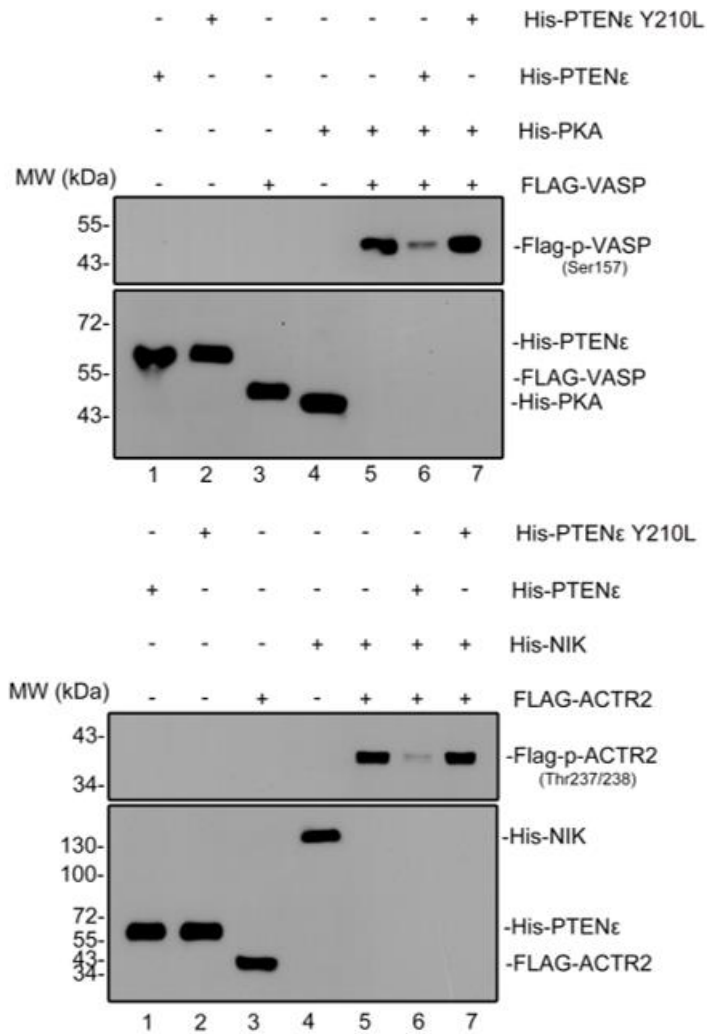 - + - - - - + His-PTENε Y210L
+ - - - - + - His-PTENε
- - - + + + + His-PKA
MW (kDa) - - + - + + + FLAG-VASP
55-
43-
-Flag-p-VASP
(Ser157)
72-
55-
43-
-His-PTENε
-FLAG-VASP
-His-PKA
1 2 3 4 5 6 7
- + - - - - + His-PTENε Y210L
+ - - - - + - His-PTENε
- - - + + + + His-NIK
MW (kDa) - - + - + + + FLAG-ACTR2
43-
34-
-Flag-p-ACTR2
(Thr237/238)
130-
100-
72-
55-
43-
34-
-His-NIK
-His-PTENε
-FLAG-ACTR2
1 2 3 4 5 6 7